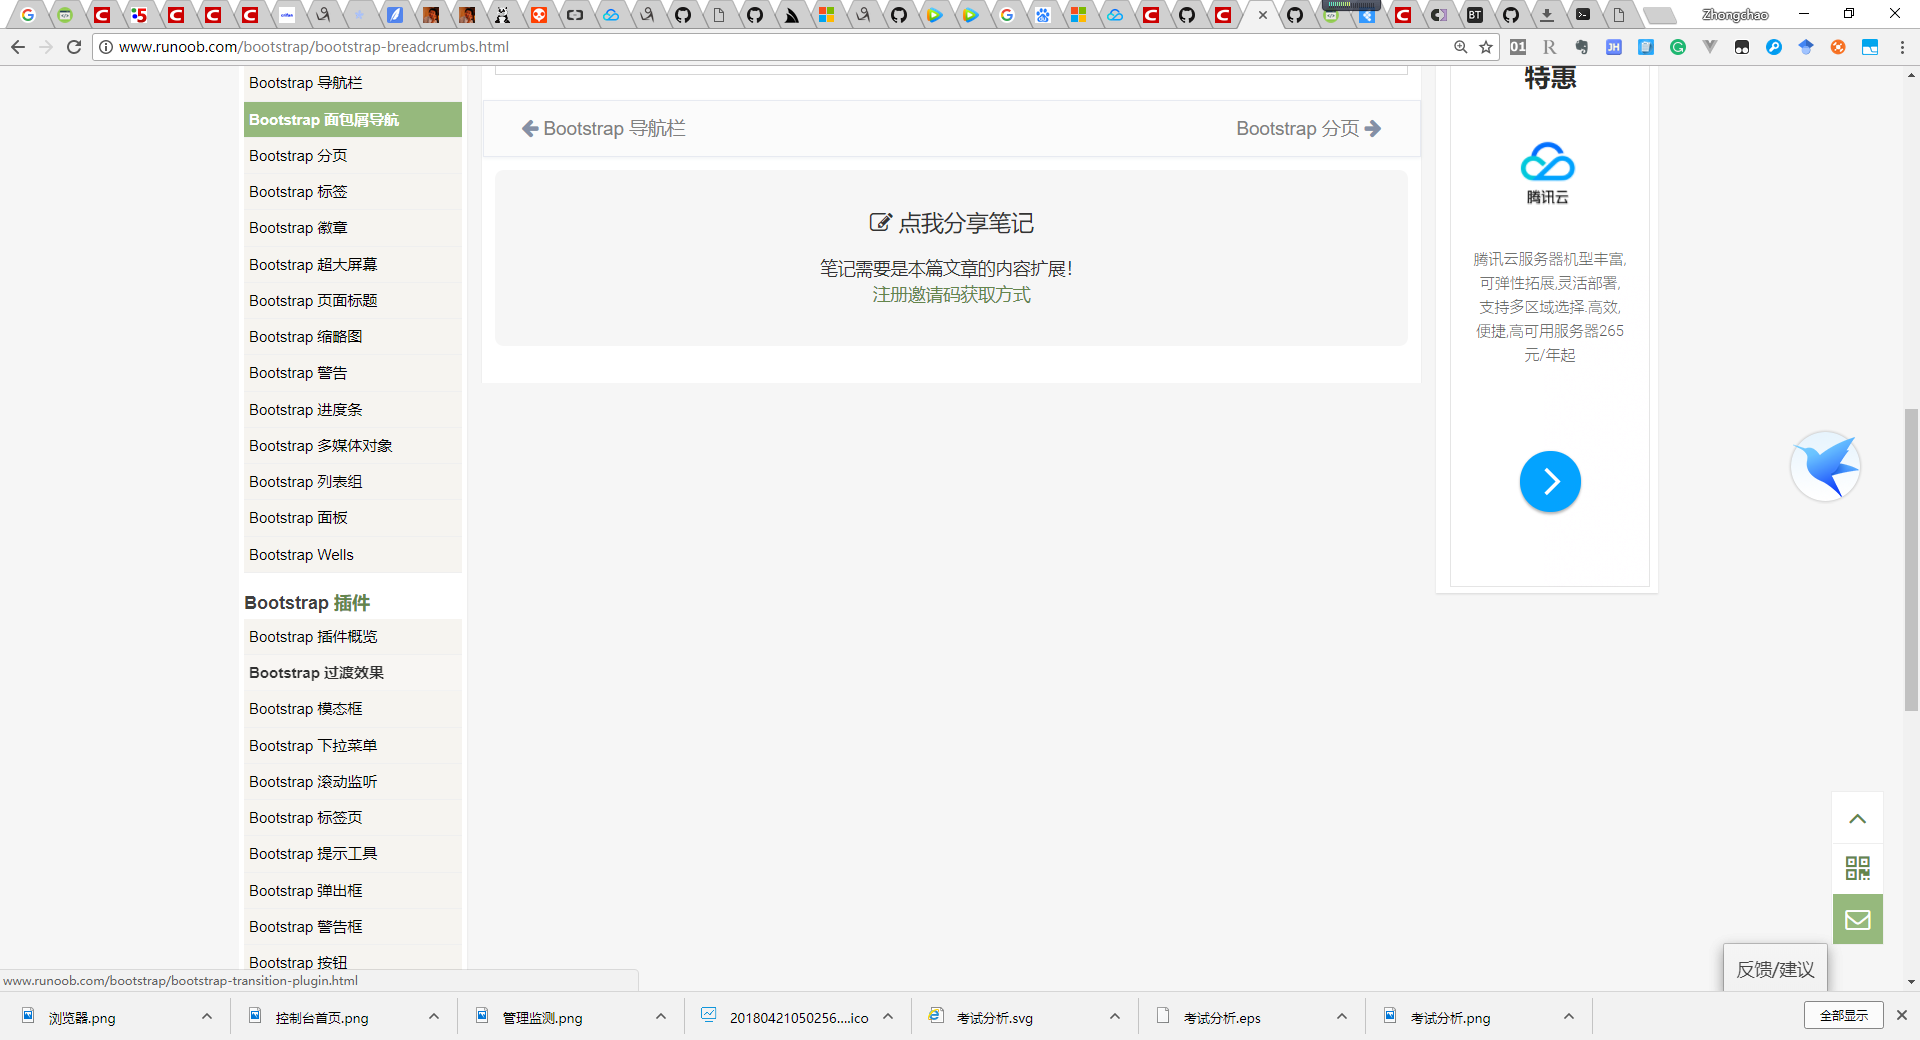 Zhongchao
www.runoob.com/bootstrap/bootstrap-breadcrumbs.html
Bootstrap 导航栏
Bootstrap 面包屑导航
Bootstrap 分页
Bootstrap 标签
Bootstrap 徽章
Bootstrap 超大屏幕
Bootstrap 页面标题
Bootstrap 缩略图
Bootstrap 警告
Bootstrap 进度条
Bootstrap 多媒体对象
Bootstrap 列表组
Bootstrap 面板
Bootstrap Wells
Bootstrap 插件
Bootstrap 插件概览
Bootstrap 过渡效果
Bootstrap 模态框
Bootstrap 下拉菜单
Bootstrap 滚动监听
Bootstrap 标签页
Bootstrap 提示工具
Bootstrap 弹出框
Bootstrap 警告框
Bootstrap 按钮
Bootstrap 导航栏
Bootstrap 分页
点我分享笔记
笔记需要是本篇文章的内容扩展！
注册邀请码获取方式
特惠
腾讯云
腾讯云服务器机型丰富,
可弹性拓展,灵活部署,
支持多区域选择.高效,
便捷,高可用服务器265
元/年起
反馈/建议
www.runoob.com/bootstrap/bootstrap-transition-plugin.html
浏览器.png
控制台首页.png
管理监测.png
20180421050256....ico
考试分析.svg
考试分析.eps
考试分析.png
全部显示